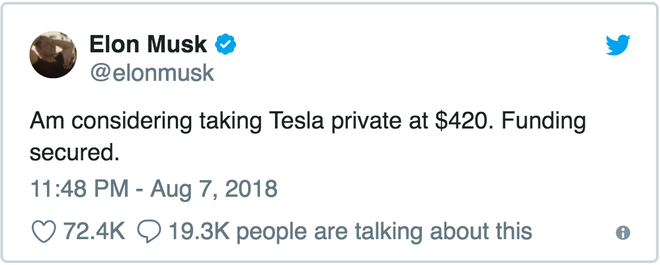 Elon Musk
@elonmusk
Am considering taking Tesla private at $420. Funding
secured.
11:48 PM - Aug 7, 2018
72.4K 19.3K people are talking about this